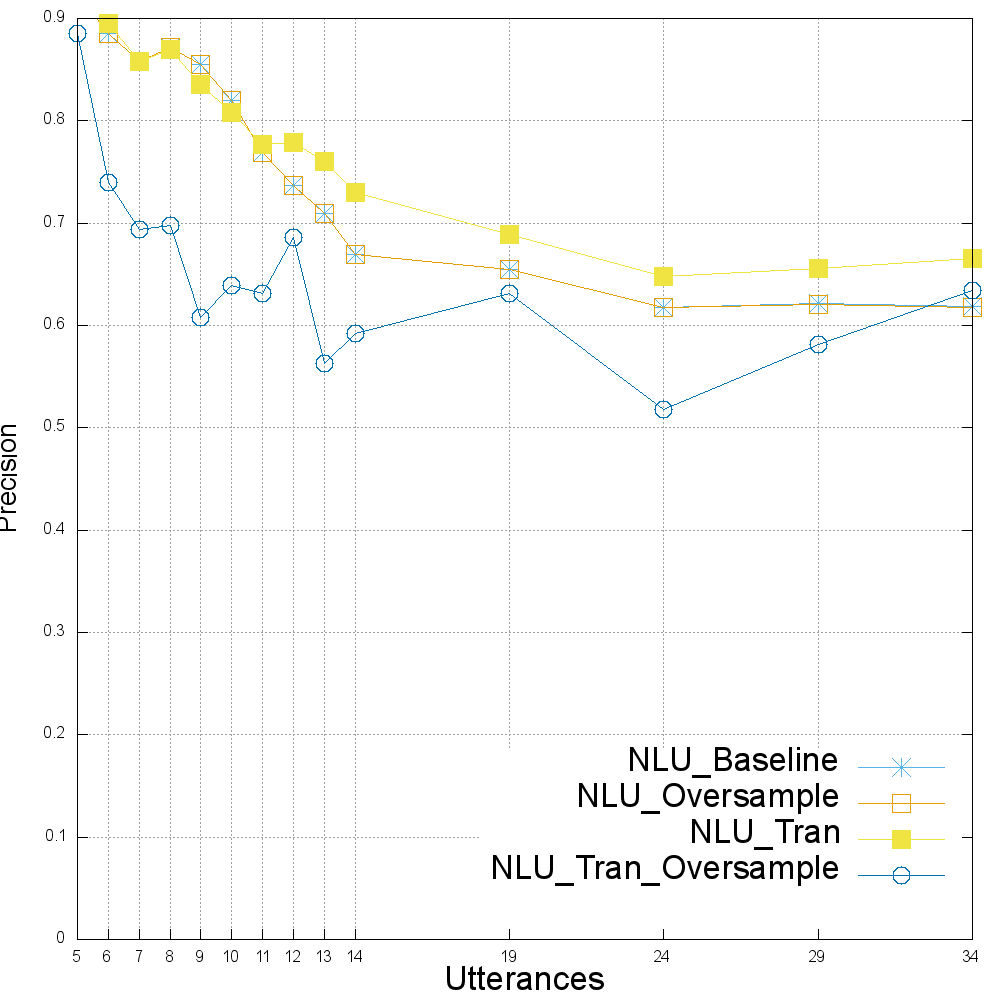 0.9
0.8
0.7
0.6
0.5
0.4
0.3
0.2
0.1
0
Precision
NLU_Baseline
NLU_Oversample
NLU_Tran
NLU_Tran_Oversample
5 6 7 8 9 10 11 12 13 14 19 24 29 34
Utterances